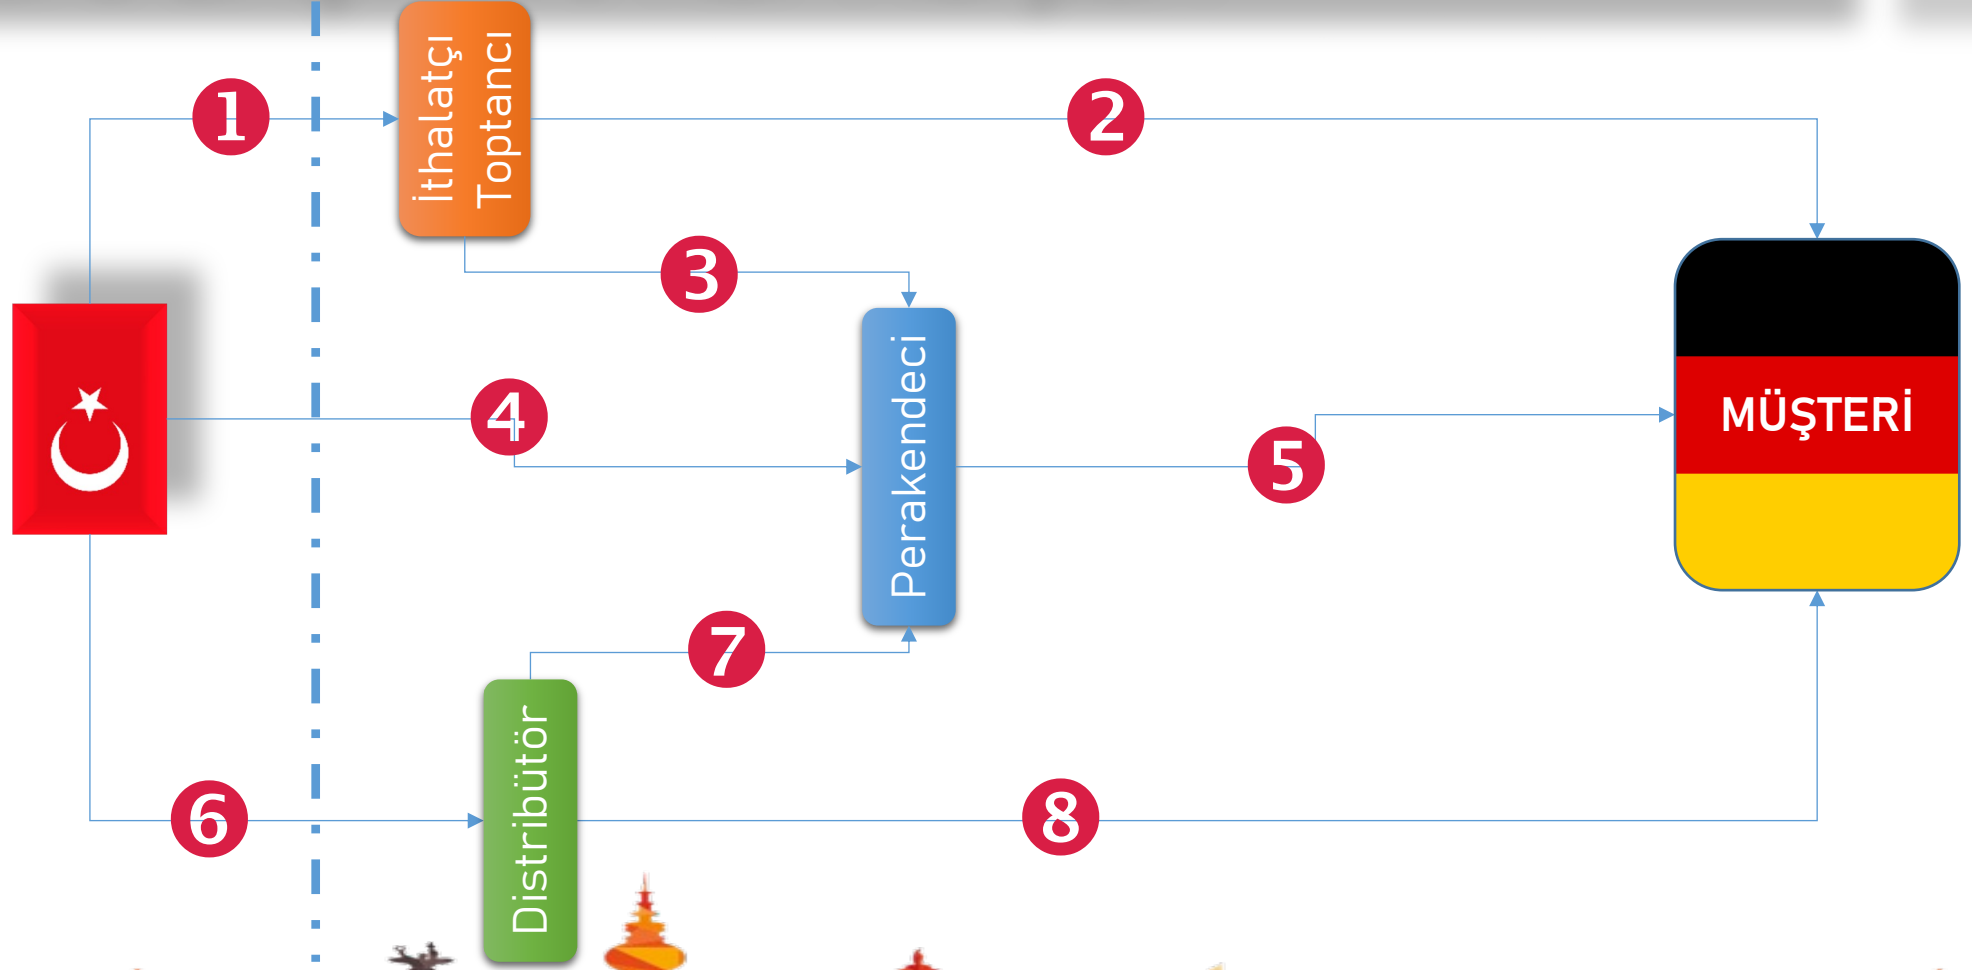 İthalatçı
Toptancı
1
2
3
Perakendeci
4
MÜŞTERİ
5
7
Distribütör
6
8